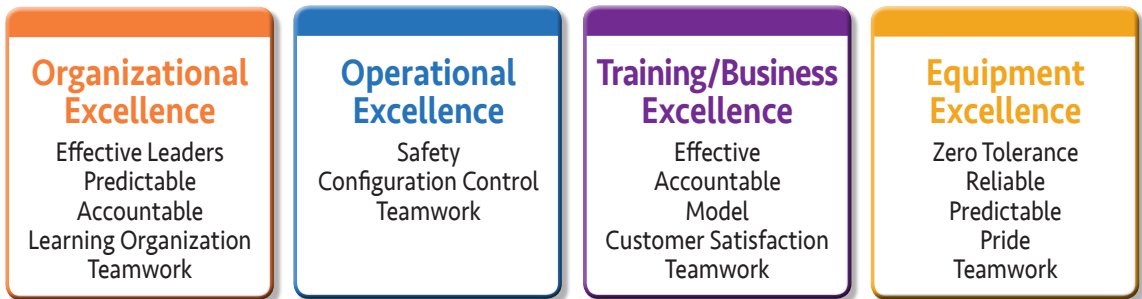 Organizational
Excellence
Effective Leaders
Predictable
Accountable
Learning Organization
Teamwork
Operational
Excellence
Safety
Configuration Control
Teamwork
Training/Business
Excellence
Effective
Accountable
Model
Customer Satisfaction
Teamwork
Equipment
Excellence
Zero Tolerance
Reliable
Predictable
Pride
Teamwork